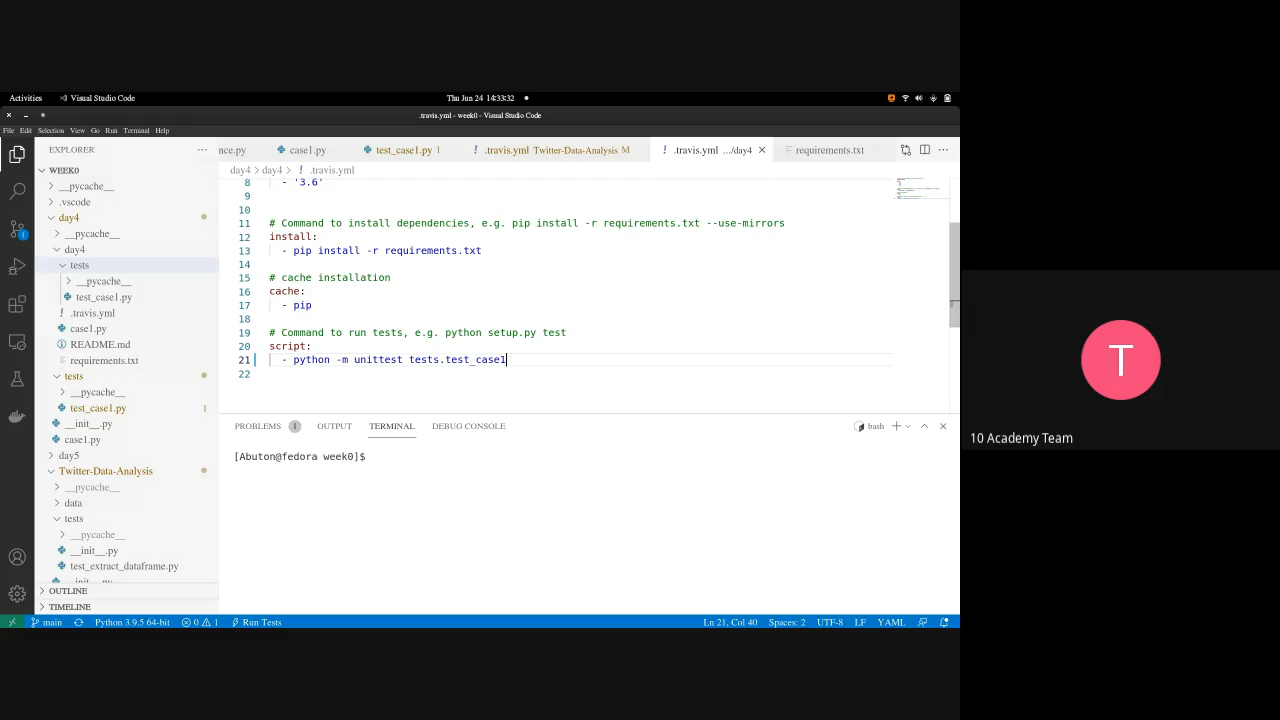 Activities
Visual Studio Code
Thu Jun 24 14:33:32
.travis.yml - week0 - Visual Studio Code
File Edit Selection View Go Run Terminal Help
EXPLORER
WEEK0
__pycache__
.vscode
day4
__pycache__
day4
tests
__pycache__
test_case1.py
.travis.yml
case1.py
README.md
requirements.txt
tests
__pycache__
test_case1.py 1
__init__.py
case1.py
day5
Twitter-Data-Analysis
__pycache__
data
tests
__pycache__
__init__.py
test_extract_dataframe.py
__init__.py
OUTLINE
TIMELINE
nce.py
case1.py
test_case1.py 1
! .travis.yml Twitter-Data-Analysis M
! .travis.yml .../day4
requirements.txt
day4 > day4 > ! .travis.yml
8 - '3.6'
9
10
11 # Command to install dependencies, e.g. pip install -r requirements.txt --use-mirrors
12 install:
13 - pip install -r requirements.txt
14
15 # cache installation
16 cache:
17 - pip
18
19 # Command to run tests, e.g. python setup.py test
20 script:
21 - python -m unittest tests.test_case1
22
PROBLEMS 1 OUTPUT TERMINAL DEBUG CONSOLE
bash
[Abuton@fedora week0]$
main Python 3.9.5 64-bit 0 1 Run Tests
Ln 21, Col 40 Spaces: 2 UTF-8 LF YAML
T
10 Academy Team